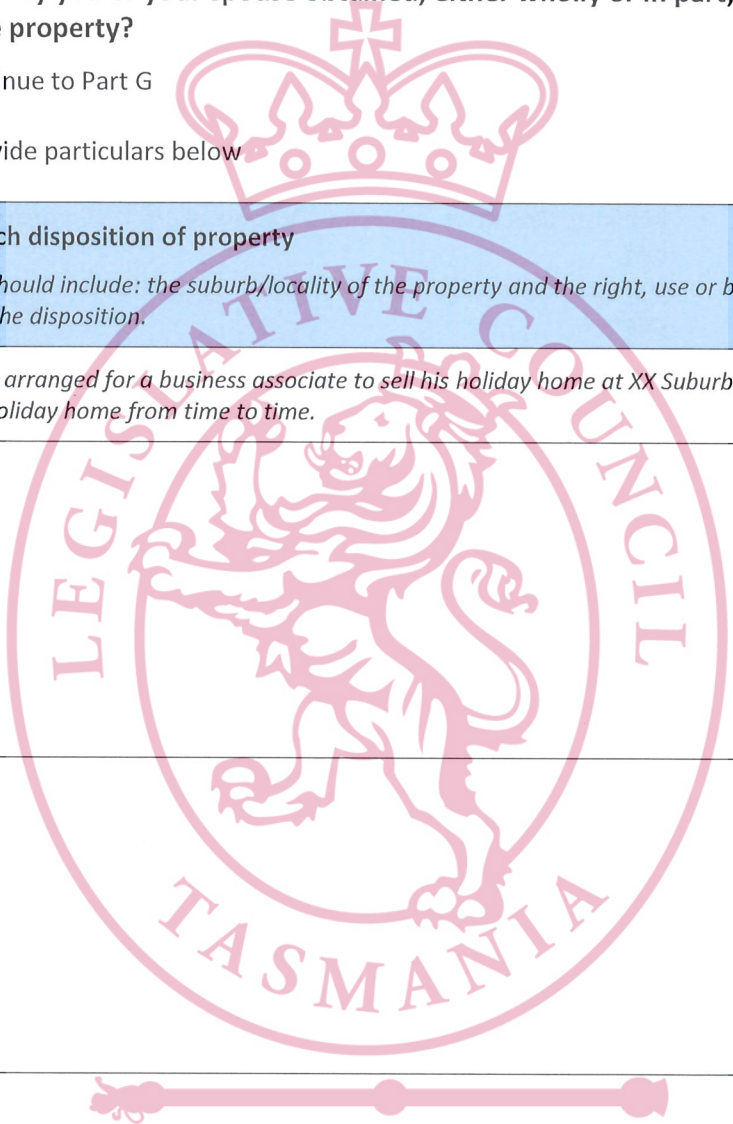 property?
nue to Part G
vide particulars below
ch disposition of property
hould include: the suburb/locality of the property and the right, use or b
he disposition.
arranged for a business associate to sell his holiday home at XX Suburb
oliday home from time to time.
LEGISLATIVE COUNCIL
TASMANIA